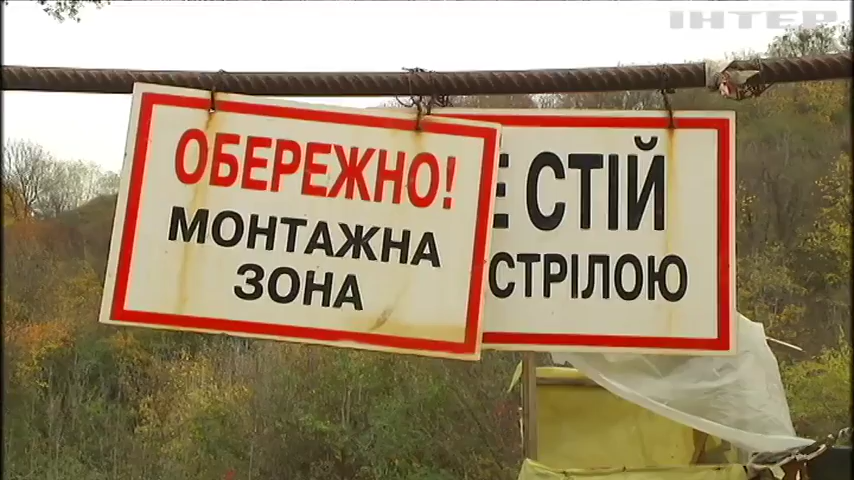 ІНТЕР
ОБЕРЕЖНО!
МОНТАЖНА
ЗОНА
Е СТІЙ
СТРІЛОЮ